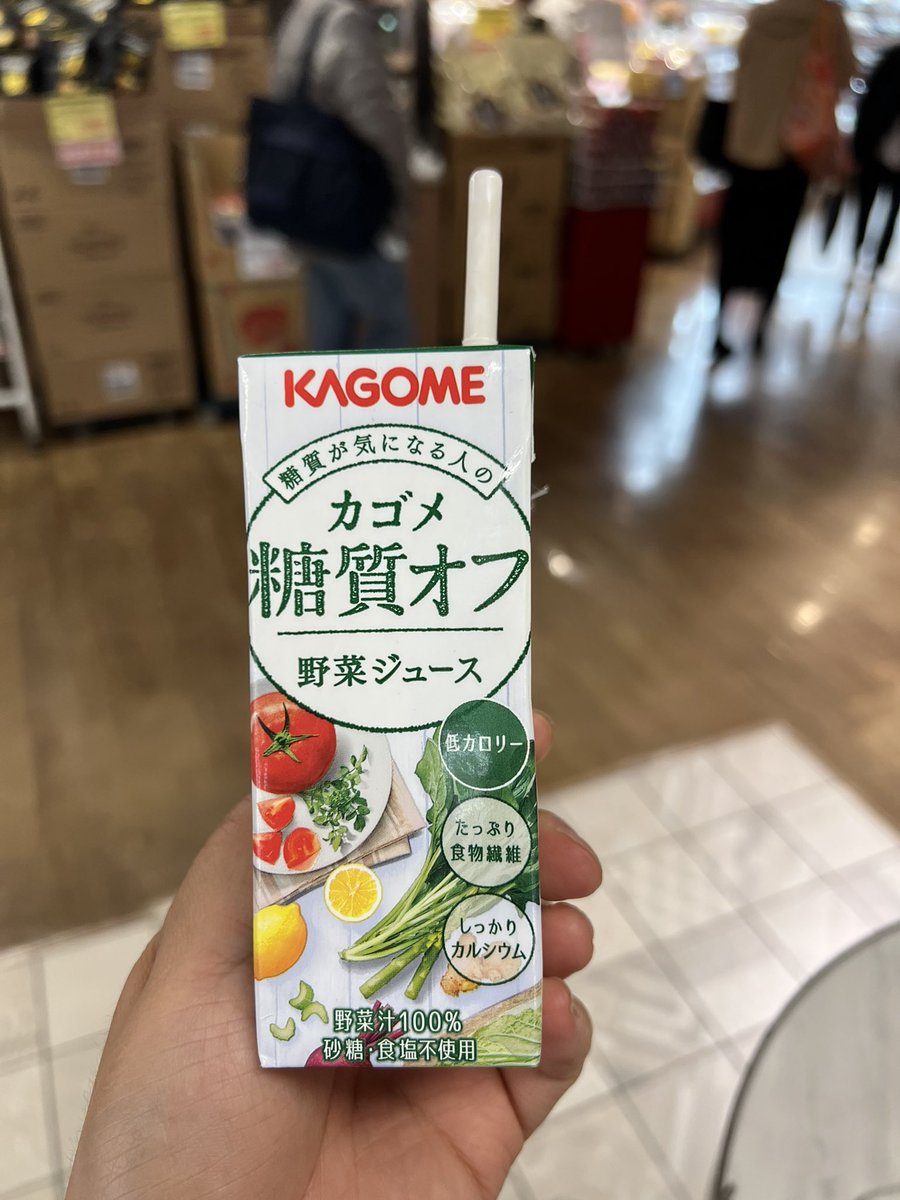 KAGOME
糖質が気になる人の
カゴメ
糖質オフ
野菜ジュース
低カロリー
たっぷり
食物繊維
しっかり
カルシウム
野菜汁100%
砂糖・食塩不使用